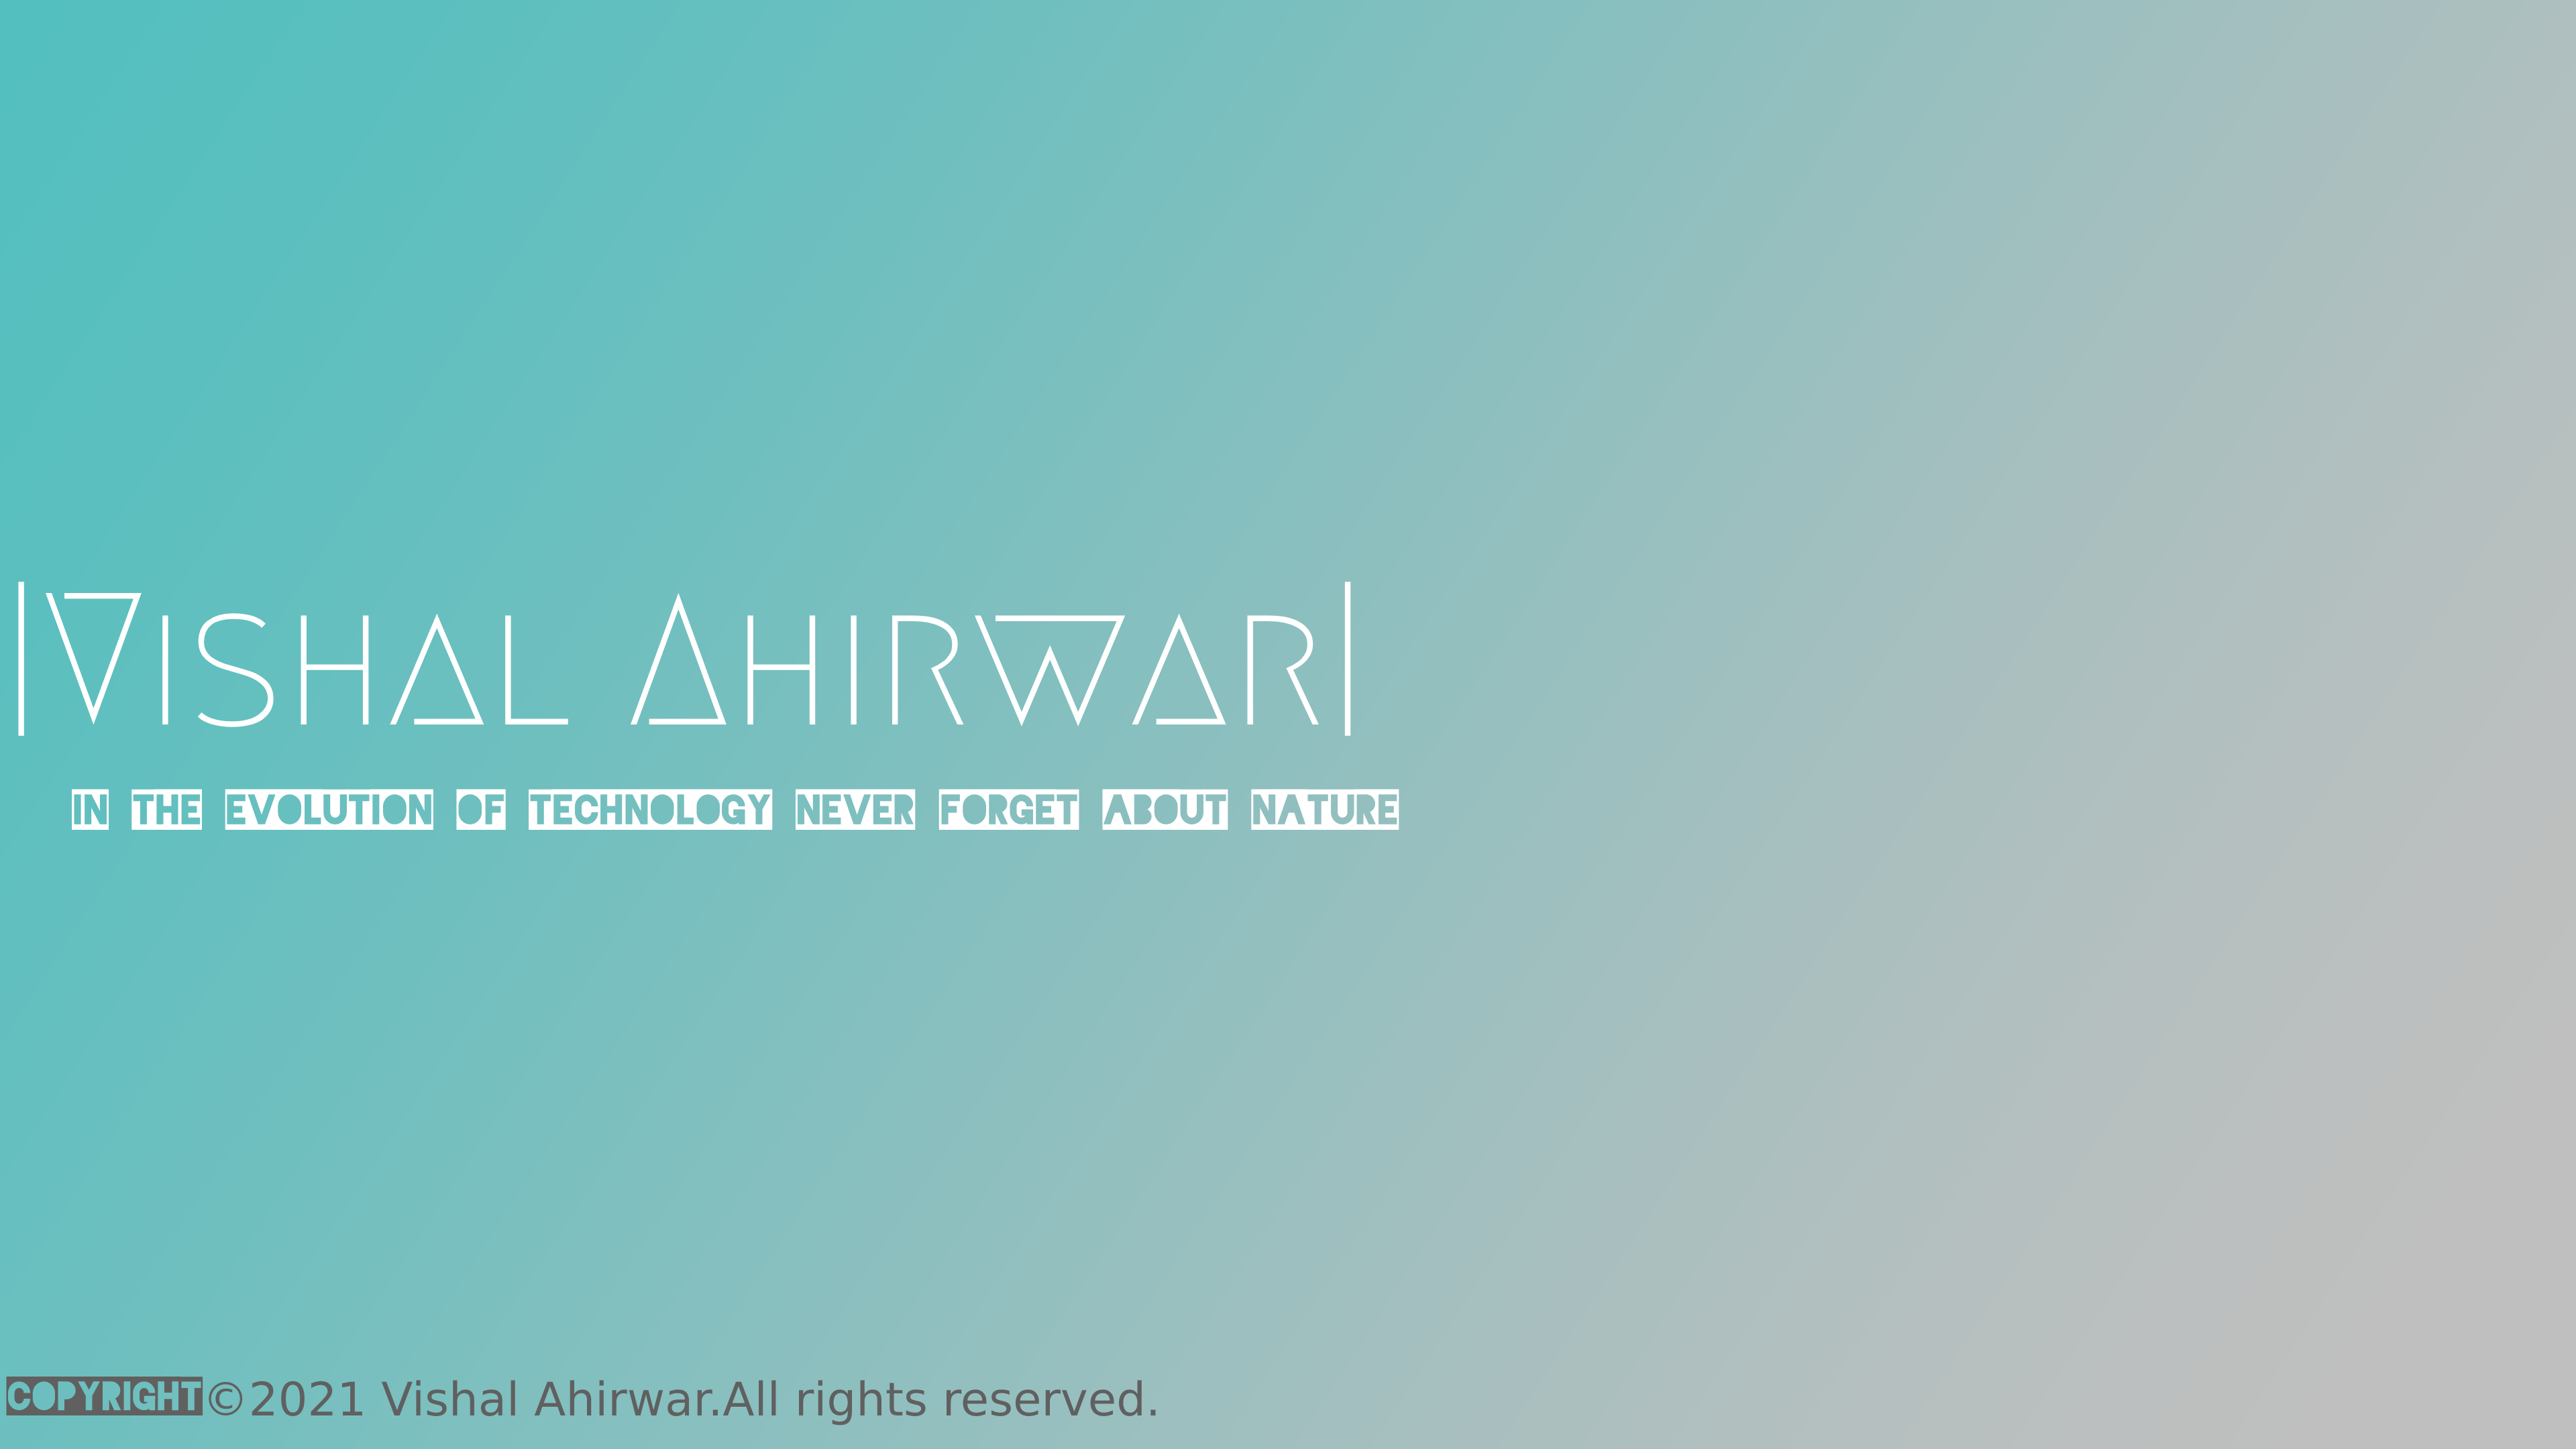 |Vishal Ahirwar|
IN THE EVOLUTION OF TECHNOLOGY NEVER FORGET ABOUT NATURE
COPYRIGHT©2021 Vishal Ahirwar.All rights reserved.